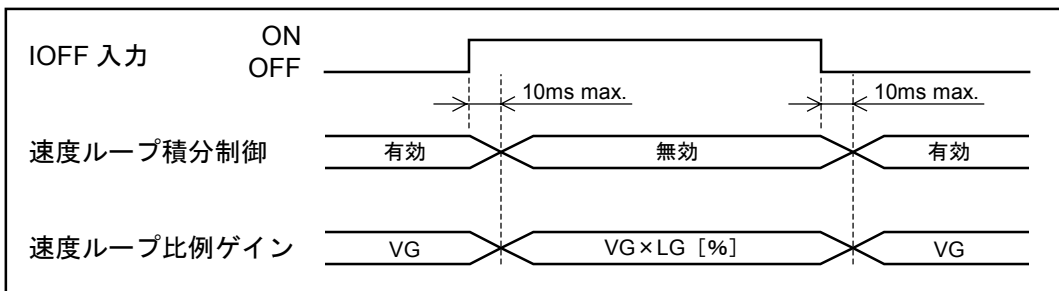 IOFF 入力
ON
OFF
10ms max.
10ms max.
速度ループ積分制御
有効
無効
有効
速度ループ比例ゲイン
VG
VG×LG [%]
VG